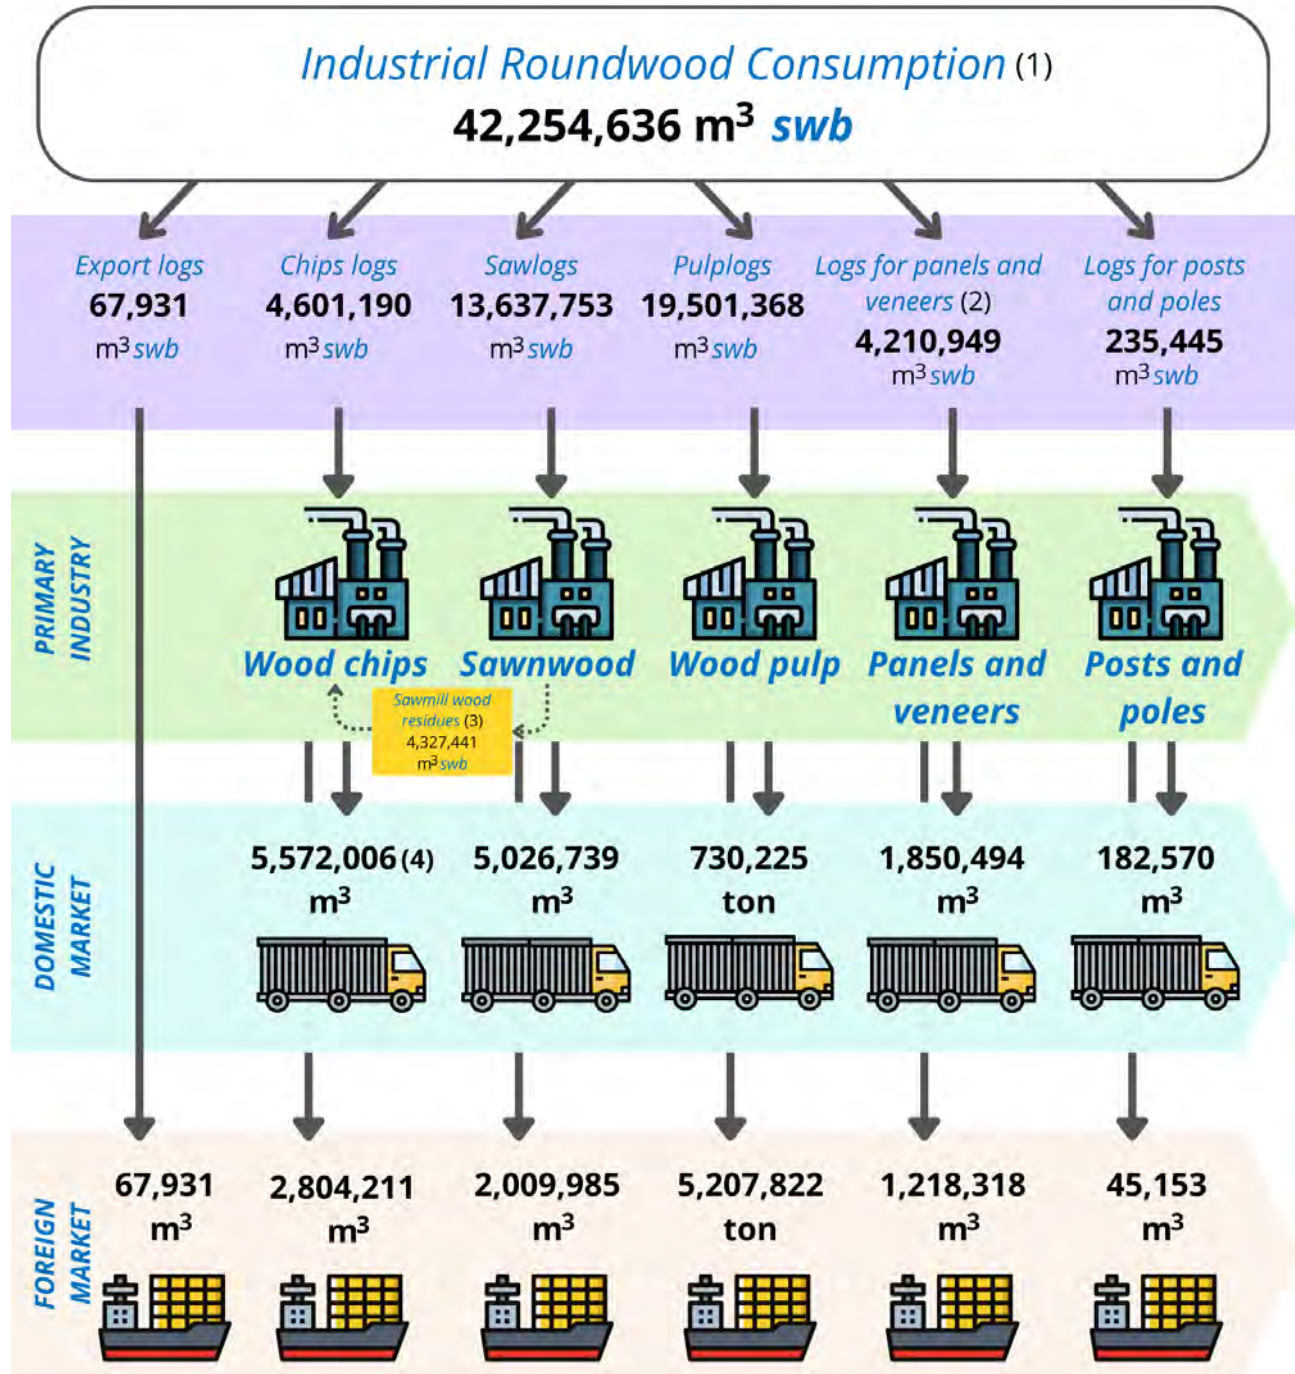 Industrial Roundwood Consumption (1)
42,254,636 m³ swb
Export logs
67,931
m³ swb
Chips logs
4,601,190
m³ swb
Sawlogs
13,637,753
m³ swb
Pulplogs
19,501,368
m³ swb
Logs for panels and
veneers (2)
4,210,949
m³ swb
Logs for posts
and poles
235,445
m³ swb
PRIMARY
INDUSTRY
Wood chips
Sawnwood
Wood pulp
Panels and
veneers
Posts and
poles
Sawmill wood
residues (3)
4,327,441
m³ swb
DOMESTIC
MARKET
5,572,006 (4)
m³
5,026,739
m³
730,225
ton
1,850,494
m³
182,570
m³
FOREIGN
MARKET
67,931
m³
2,804,211
m³
2,009,985
m³
5,207,822
ton
1,218,318
m³
45,153
m³